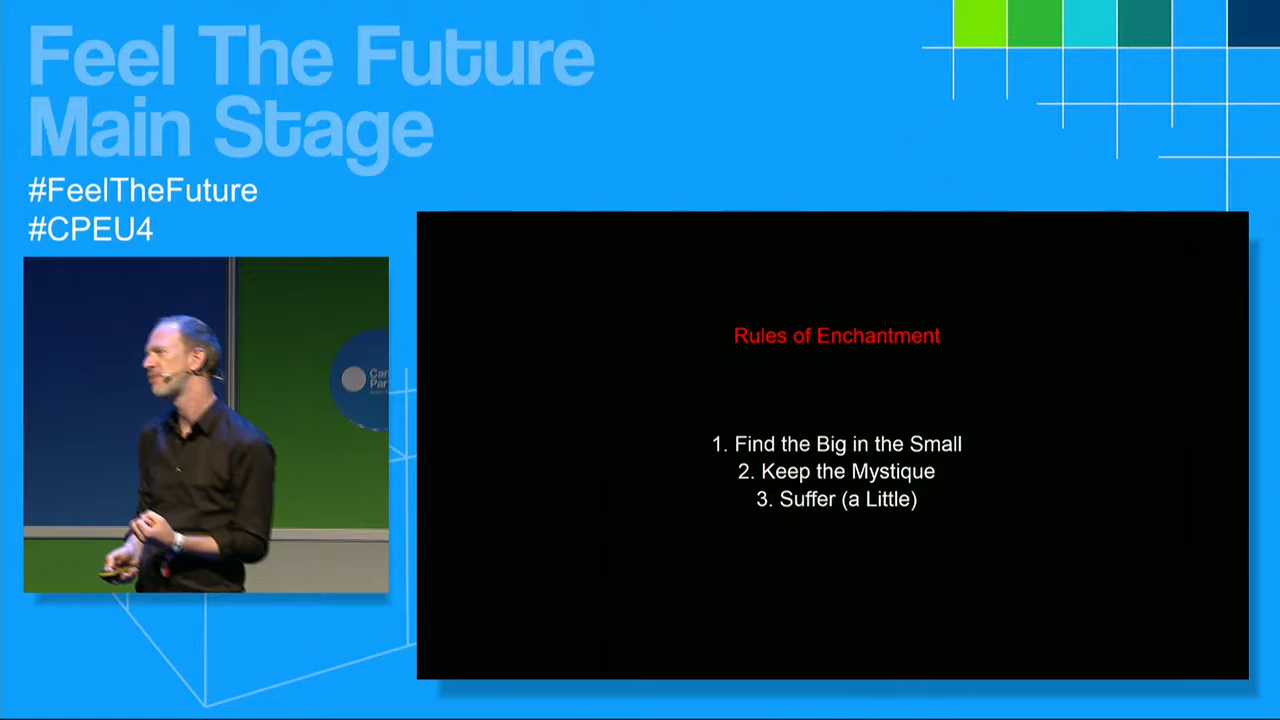 Feel The Future
Main Stage
#FeelTheFuture
#CPEU4
Rules of Enchantment
1. Find the Big in the Small
2. Keep the Mystique
3. Suffer (a Little)